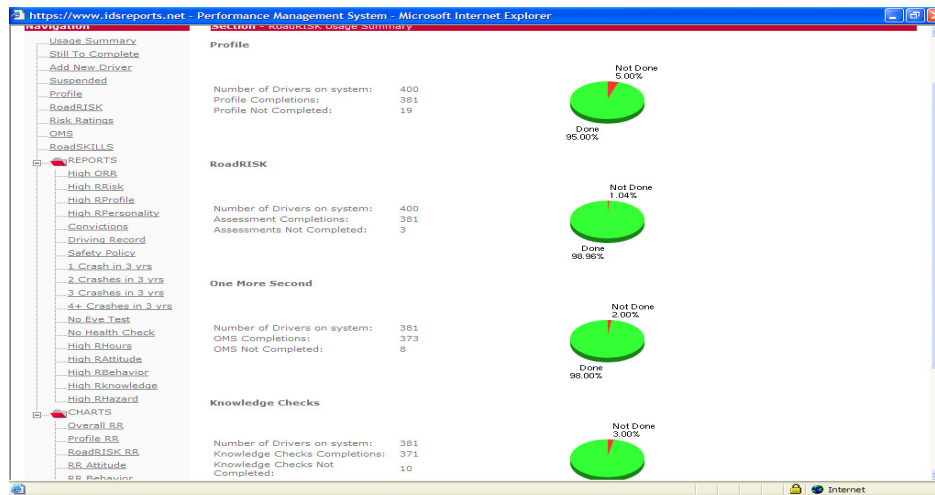 https://www.idsreports.net - Performance Management System - Microsoft Internet Explorer
Navigation
Section - RoadRISK Usage Summary
Usage Summary
Still To Complete
Add New Driver
Suspended
Profile
RoadRISK
Risk Ratings
OMS
RoadSKILLS
REPORTS
High ORR
High RRisk
High RProfile
High RPersonality
Convictions
Driving Record
Safety Policy
1 Crash in 3 yrs
2 Crashes in 3 yrs
3 Crashes in 3 yrs
4+ Crashes in 3 yrs
No Eye Test
No Health Check
High RHours
High RAttitude
High RBehavior
High Rknowledge
High RHazard
CHARTS
Overall RR
Profile RR
RoadRISK RR
RR Attitude
RR Behavior
Profile
Number of Drivers on system: 400
Profile Completions: 381
Profile Not Completed: 19
Not Done
5.00%
Done
95.00%
RoadRISK
Number of Drivers on system: 400
Assessment Completions: 381
Assessments Not Completed: 3
Not Done
1.04%
Done
98.96%
One More Second
Number of Drivers on system: 381
OMS Completions: 373
OMS Not Completed: 8
Not Done
2.00%
Done
98.00%
Knowledge Checks
Number of Drivers on system: 381
Knowledge Checks Completions: 371
Knowledge Checks Not
Completed: 10
Not Done
3.00%
Internet